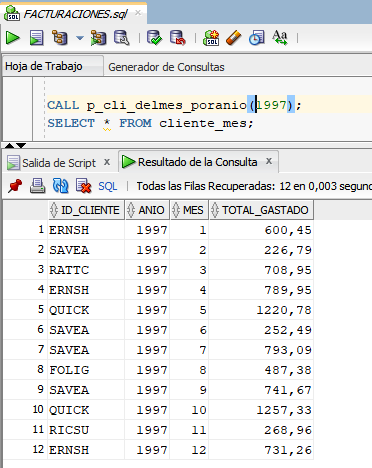 FACTURACIONES.sql
SQL
Aa
Hoja de Trabajo Generador de Consultas
CALL p_cli_delmes_poranio(1997);
SELECT * FROM cliente_mes;
Salida de Script x Resultado de la Consulta x
SQL | Todas las Filas Recuperadas: 12 en 0,003 segundo
ID_CLIENTE ANIO MES TOTAL_GASTADO
1 ERNSH 1997 1 600,45
2 SAVEA 1997 2 226,79
3 RATTC 1997 3 708,95
4 ERNSH 1997 4 789,95
5 QUICK 1997 5 1220,78
6 SAVEA 1997 6 252,49
7 SAVEA 1997 7 793,09
8 FOLIG 1997 8 487,38
9 SAVEA 1997 9 741,67
10 QUICK 1997 10 1257,33
11 RICSU 1997 11 268,96
12 ERNSH 1997 12 731,26